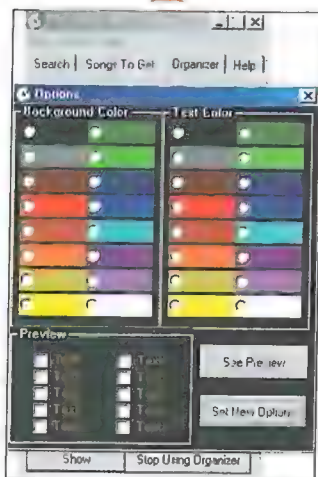 Search Songs To Get Organizer Help
Options
Background Color Text Color
Preview
Text Text
Text Text
See Preview
Set New Options
Show Stop Using Organizer